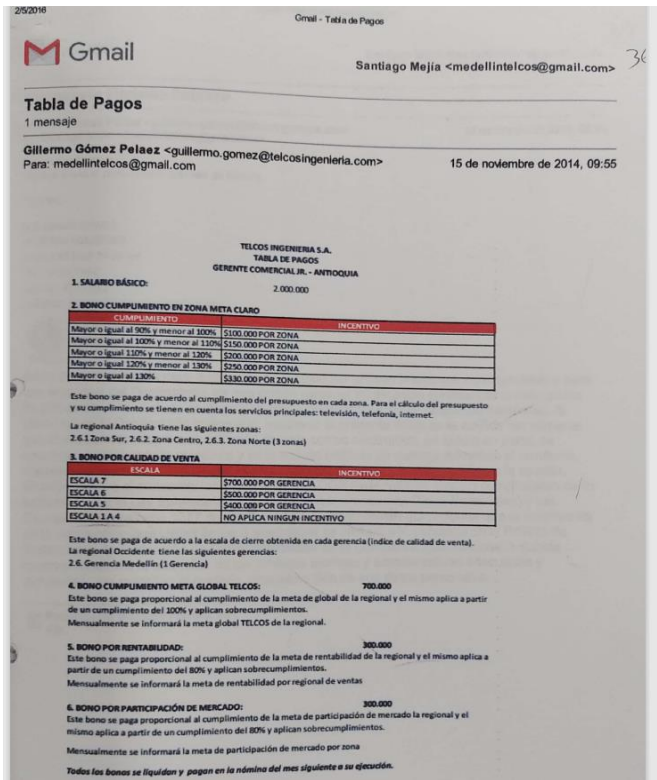 2/5/2016
Gmail - Tabla de Pagos
Gmail
Santiago Mejía <medellintelcos@gmail.com>
36
Tabla de Pagos
1 mensaje
Gillermo Gómez Pelaez <guillermo.gomez@telcosingenieria.com>
15 de noviembre de 2014, 09:55
Para: medellintelcos@gmail.com
TELCOS INGENIERIA S.A.
TABLA DE PAGOS
GERENTE COMERCIAL JR. - ANTIOQUIA
1. SALARIO BÁSICO:
2.000.000
2. BONO CUMPLIMIENTO EN ZONA META CLARO
CUMPLIMIENTO INCENTIVO
Mayor o igual al 90% y menor al 100% $100.000 POR ZONA
Mayor o igual al 100% y menor al 110% $150.000 POR ZONA
Mayor o igual 110% y menor al 120% $200.000 POR ZONA
Mayor o igual 120% y menor al 130% $250.000 POR ZONA
Mayor o igual al 130% $330.000 POR ZONA
Este bono se paga de acuerdo al cumplimiento del presupuesto en cada zona. Para el cálculo del presupuesto
y su cumplimiento se tienen en cuenta los servicios principales: televisión, telefonía, internet.
La regional Antioquia tiene las siguientes zonas:
2.6.1 Zona Sur, 2.6.2. Zona Centro, 2.6.3. Zona Norte (3 zonas)
3. BONO POR CALIDAD DE VENTA
ESCALA INCENTIVO
ESCALA 7 $700.000 POR GERENCIA
ESCALA 6 $500.000 POR GERENCIA
ESCALA 5 $400.000 POR GERENCIA
ESCALA 1 A 4 NO APLICA NINGUN INCENTIVO
Este bono se paga de acuerdo a la escala de cierre obtenida en cada gerencia (indice de calidad de venta).
La regional Occidente tiene las siguientes gerencias:
2.6. Gerencia Medellín (1 Gerencia)
4. BONO CUMPLIMIENTO META GLOBAL TELCOS: 700.000
Este bono se paga proporcional al cumplimiento de la meta de global de la regional y el mismo aplica a partir
de un cumplimiento del 100% y aplican sobrecumplimientos.
Mensualmente se informará la meta global TELCOS de la regional.
5. BONO POR RENTABILIDAD: 300.000
Este bono se paga proporcional al cumplimiento de la meta de rentabilidad de la regional y el mismo aplica a
partir de un cumplimiento del 80% y aplican sobrecumplimientos.
Mensualmente se informará la meta de rentabilidad por regional de ventas
6. BONO POR PARTICIPACIÓN DE MERCADO: 300.000
Este bono se paga proporcional al cumplimiento de la meta de participación de mercado la regional y el
mismo aplica a partir de un cumplimiento del 80% y aplican sobrecumplimientos.
Mensualmente se informará la meta de participación de mercado por zona
Todos los bonos se liquidan y pagan en la nómina del mes siguiente a su ejecución.